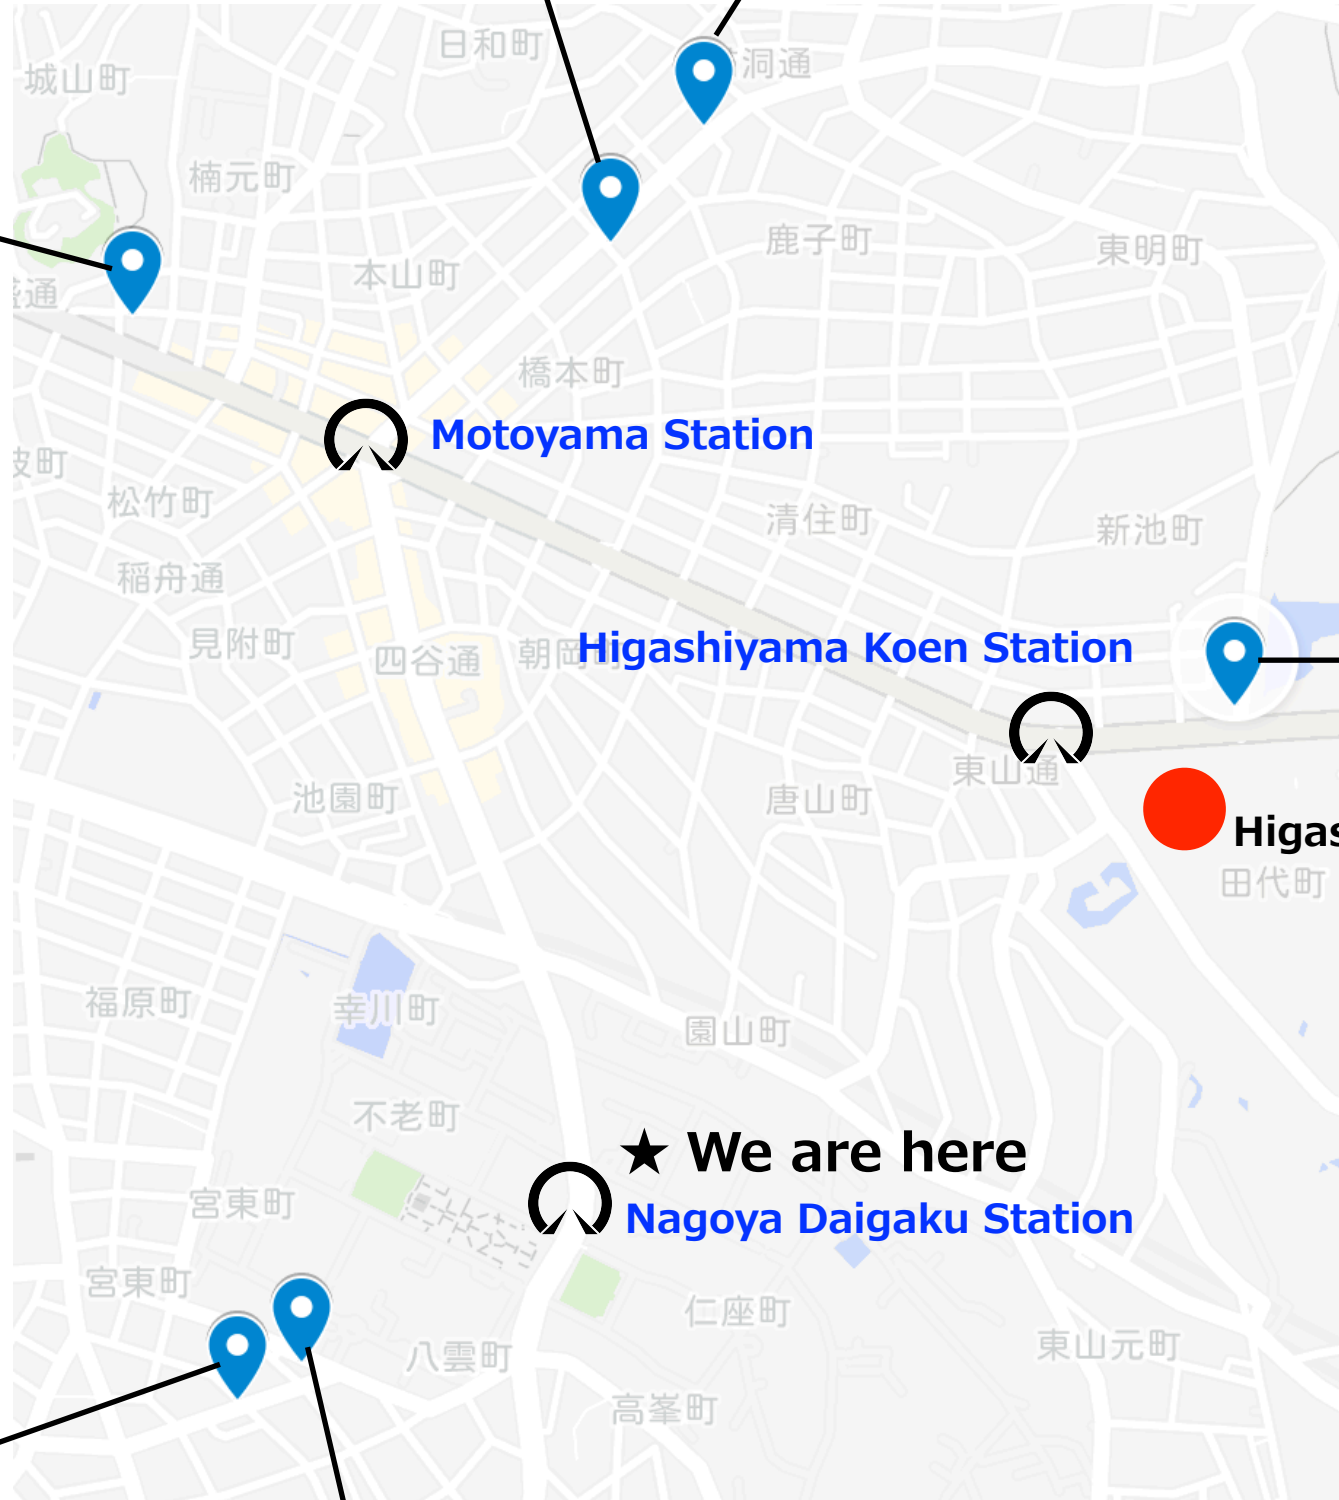 日和町
洞通
城山町
楠元町
鹿子町
東明町
本山町
通
橋本町
Motoyama Station
町
松竹町
清住町
新池町
稲舟通
見附町
四谷通
朝岡町
Higashiyama Koen Station
東山通
池園町
唐山町
Higas
田代町
福原町
幸川町
園山町
不老町
★ We are here
宮東町
Nagoya Daigaku Station
宮東町
仁座町
八雲町
東山元町
高峯町